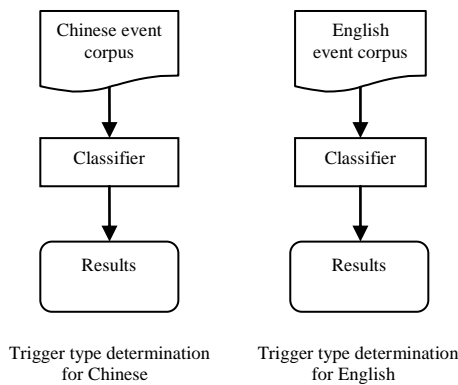 Chinese event
corpus
Classifier
Results
Trigger type determination
for Chinese
English
event corpus
Classifier
Results
Trigger type determination
for English